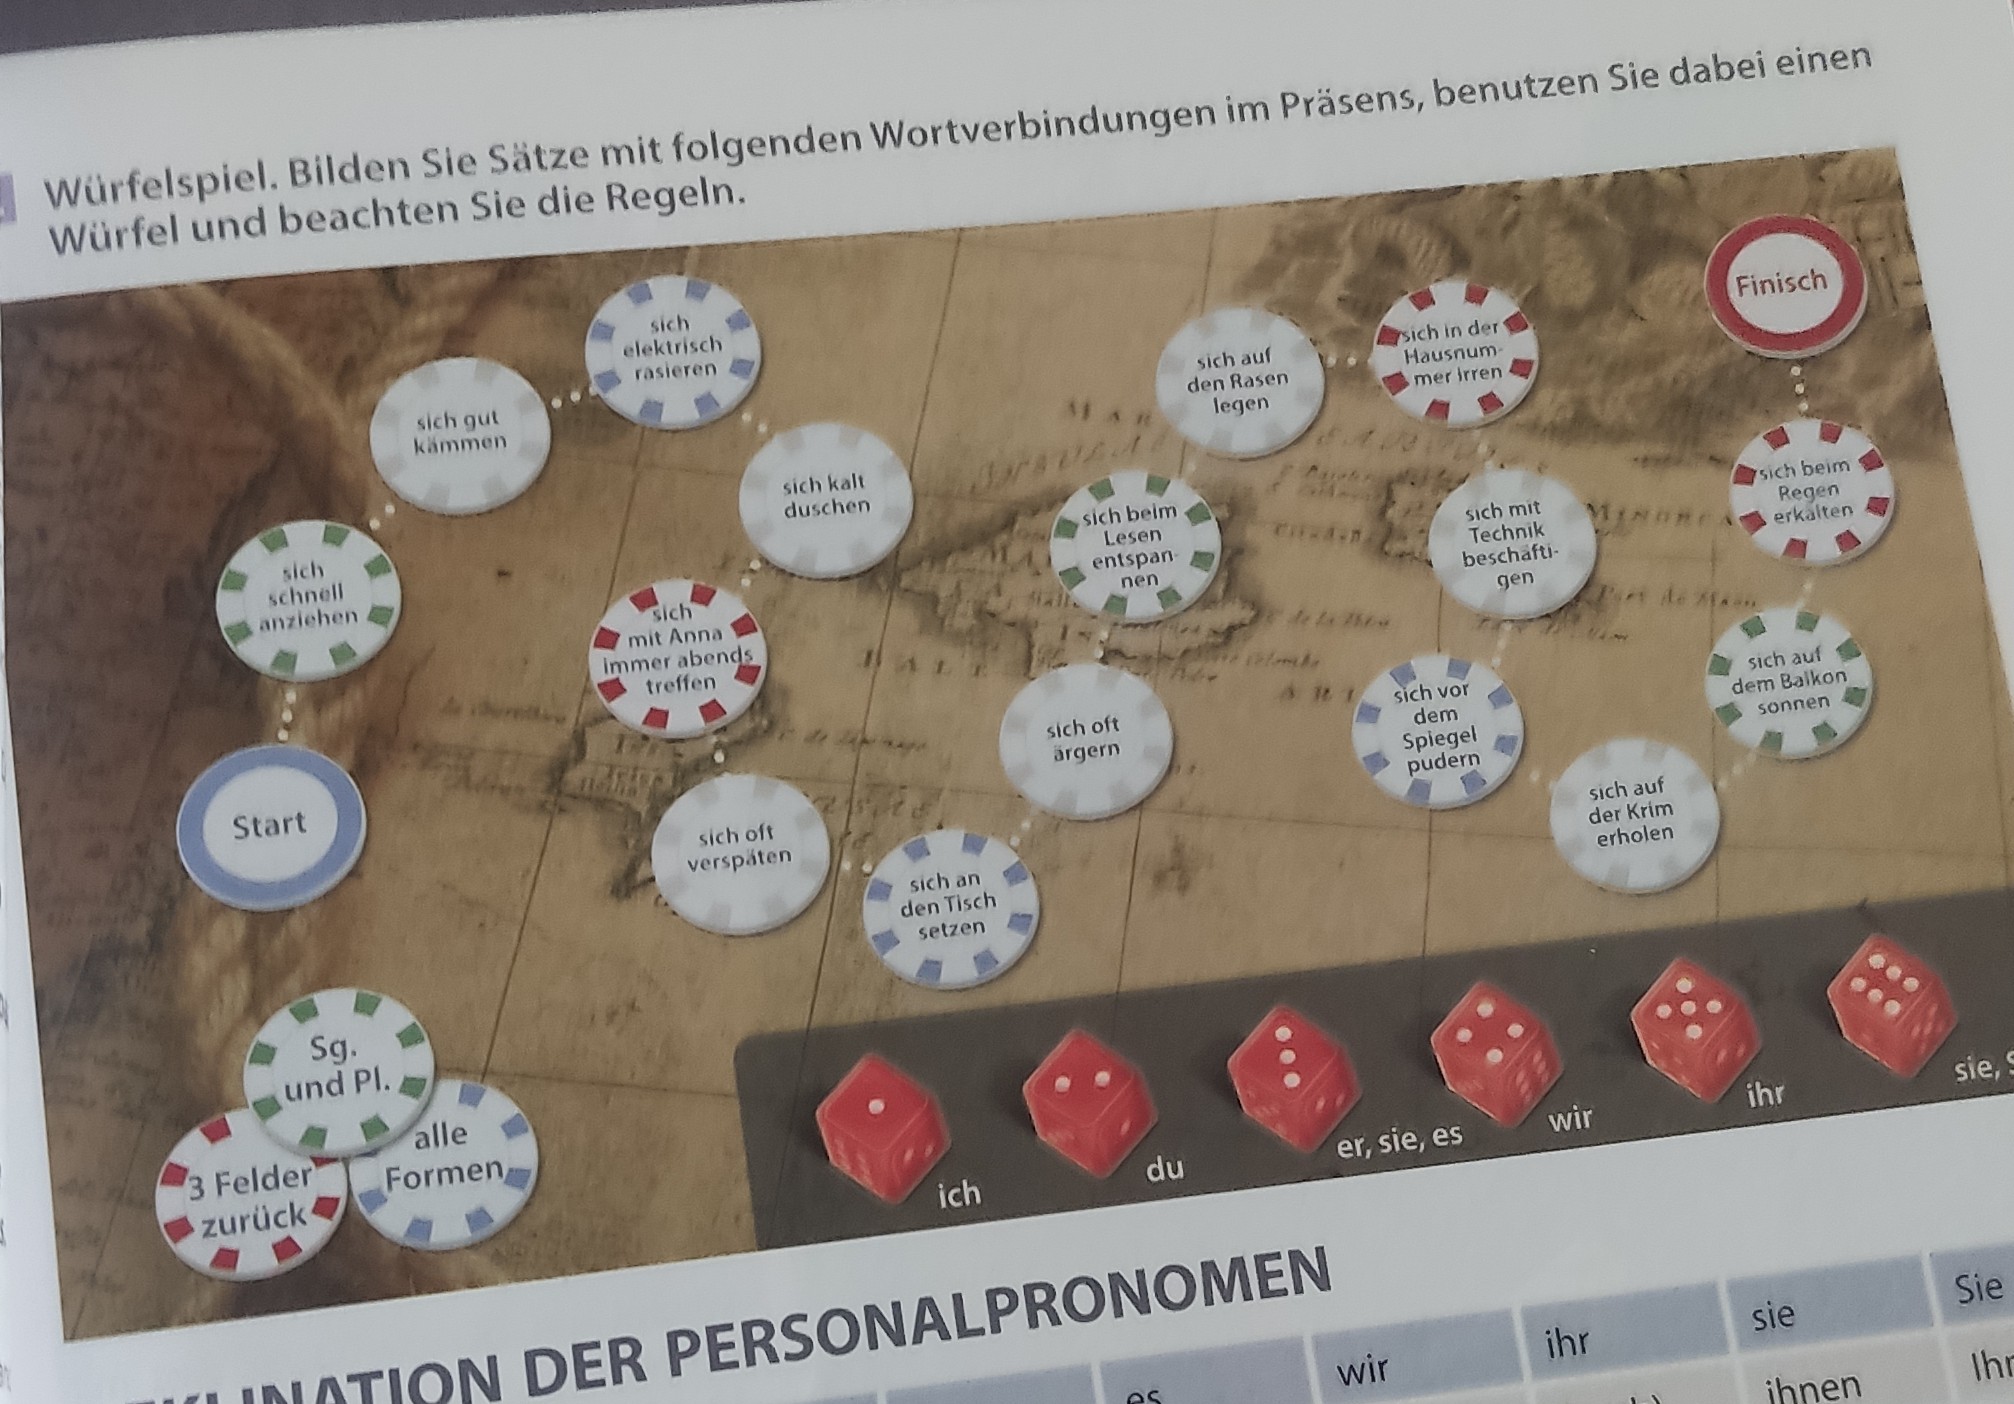 Würfelspiel. Bilden Sie Sätze mit folgenden Wortverbindungen im Präsens, benutzen Sie dabei einen
Würfel und beachten Sie die Regeln.
Start
sich
schnell
anziehen
sich gut
kämmen
sich
elektrisch
rasieren
sich kalt
duschen
sich
mit Anna
immer abends
treffen
sich oft
verspäten
sich an
den Tisch
setzen
sich oft
ärgern
sich beim
Lesen
entspan-
nen
sich auf
den Rasen
legen
sich in der
Hausnum-
mer irren
sich mit
Technik
beschäfti-
gen
sich vor
dem
Spiegel
pudern
sich auf
der Krim
erholen
sich auf
dem Balkon
sonnen
sich beim
Regen
erkälten
Finisch
Sg.
und Pl.
3 Felder
zurück
alle
Formen
ich
du
er, sie, es
wir
ihr
sie,
DER PERSONALPRONOMEN
es
wir
ihr
sie
Sie
ihnen